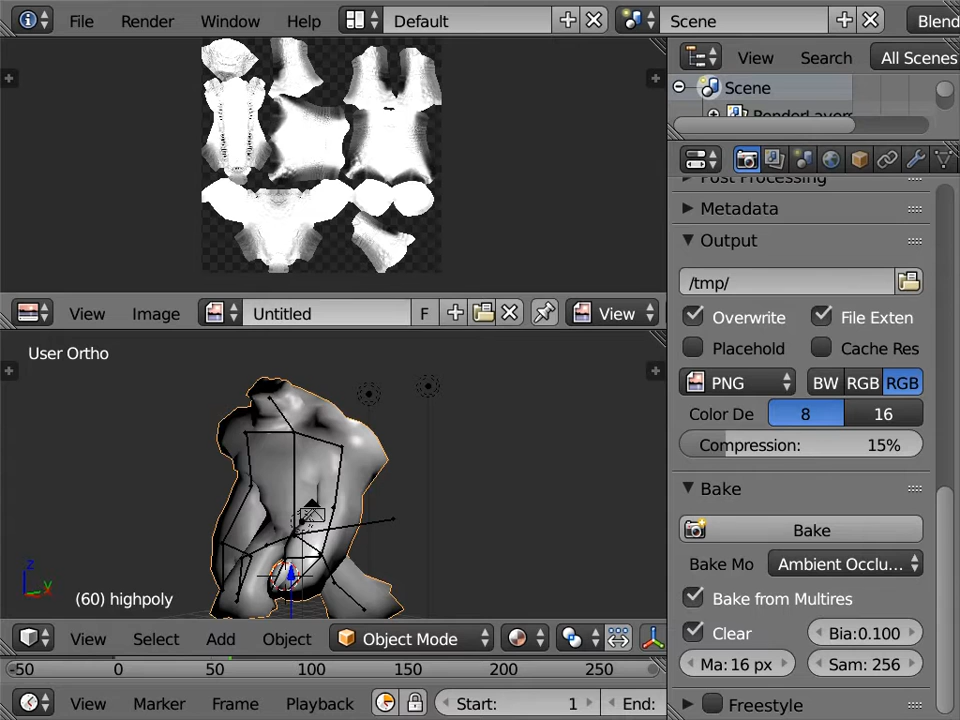 File Render Window Help Default Scene Blend
View Search All Scenes
Scene
RenderLayers
Post Processing
Metadata
Output
/tmp/
Overwrite File Exten
Placehold Cache Res
PNG BW RGB RGB
Color De 8 16
Compression: 15%
Bake
Bake
Bake Mo Ambient Occlu...
Bake from Multires
Clear Bia:0.100
Ma: 16 px Sam: 256
Freestyle
View Image Untitled F View
User Ortho
z
y
(60) highpoly
View Select Add Object Object Mode
-50 0 50 100 150 200 250
View Marker Frame Playback Start: 1 End: